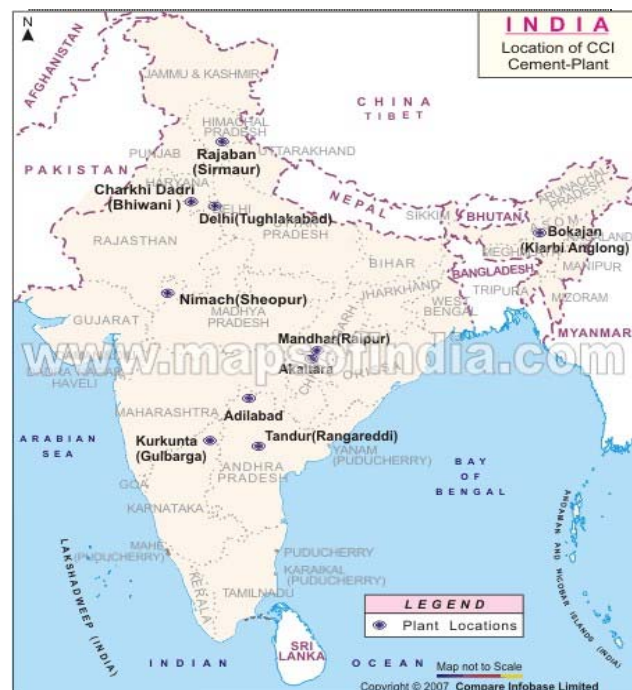 N
INDIA
Location of CCI
Cement-Plant
AFGHANISTAN
JAMMU & KASHMIR
CHINA
TIBET
HIMACHAL
PRADESH
PAKISTAN
PUNJAB
Rajaban
(Sirmaur)
UTTARAKHAND
HARYANA
Charkhi Dadri
(Bhiwani )
DELHI
Delhi(Tughlakabad)
PRADESH
NEPAL
SIKKIM
BHUTAN
ARUNACHAL
PRADESH
RAJASTHAN
Bokajan
(Klarbi Anglong)
BIHAR
BANGLADESH
MANIPUR
TRIPURA
MIZORAM
JHARKHAND
WEST
BENGAL
Nimach(Sheopur)
GUJARAT
MADHYA
PRADESH
MYANMAR
Mandhar(Raipur)
Akaltara
www.mapsofindia.com
ORISSA
HAVELI
MAHARASHTRA
Adilabad
ARABIAN
SEA
Kurkunta
(Gulbarga)
Tandur(Rangareddi)
YANAM
(PUDUCHERRY)
ANDHRA
PRADESH
BAY
OF
BENGAL
GOA
KARNATAKA
MAHE
(PUDUCHERRY)
PUDUCHERRY
KARAIKAL
(PUDUCHERRY)
LAKSHADWEEP (INDIA)
KERALA
TAMILNADU
ANDAMAN AND NICOBAR ISLANDS (INDIA)
LEGEND
Plant Locations
SRI
LANKA
INDIAN OCEAN
Map not to Scale
Copyright © 2007 Compare Infobase Limited